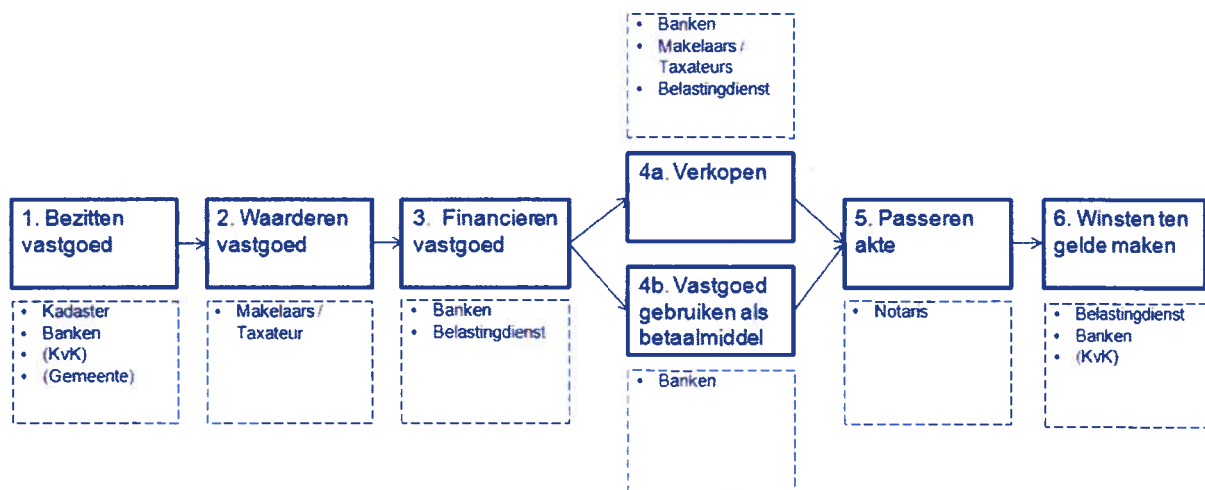 • Banken
• Makelaars /
Taxateurs
• Belastingdienst
4a. Verkopen
1. Bezitten
vastgoed
2. Waarderen
vastgoed
3. Financieren
vastgoed
4b. Vastgoed
gebruiken als
betaalmiddel
5. Passeren
akte
6. Winsten ten
gelde maken
• Kadaster
• Banken
• (KvK)
• (Gemeente)
• Makelaars /
Taxateur
• Banken
• Belastingdienst
• Banken
• Notaris
• Belastingdienst
• Banken
• (KvK)